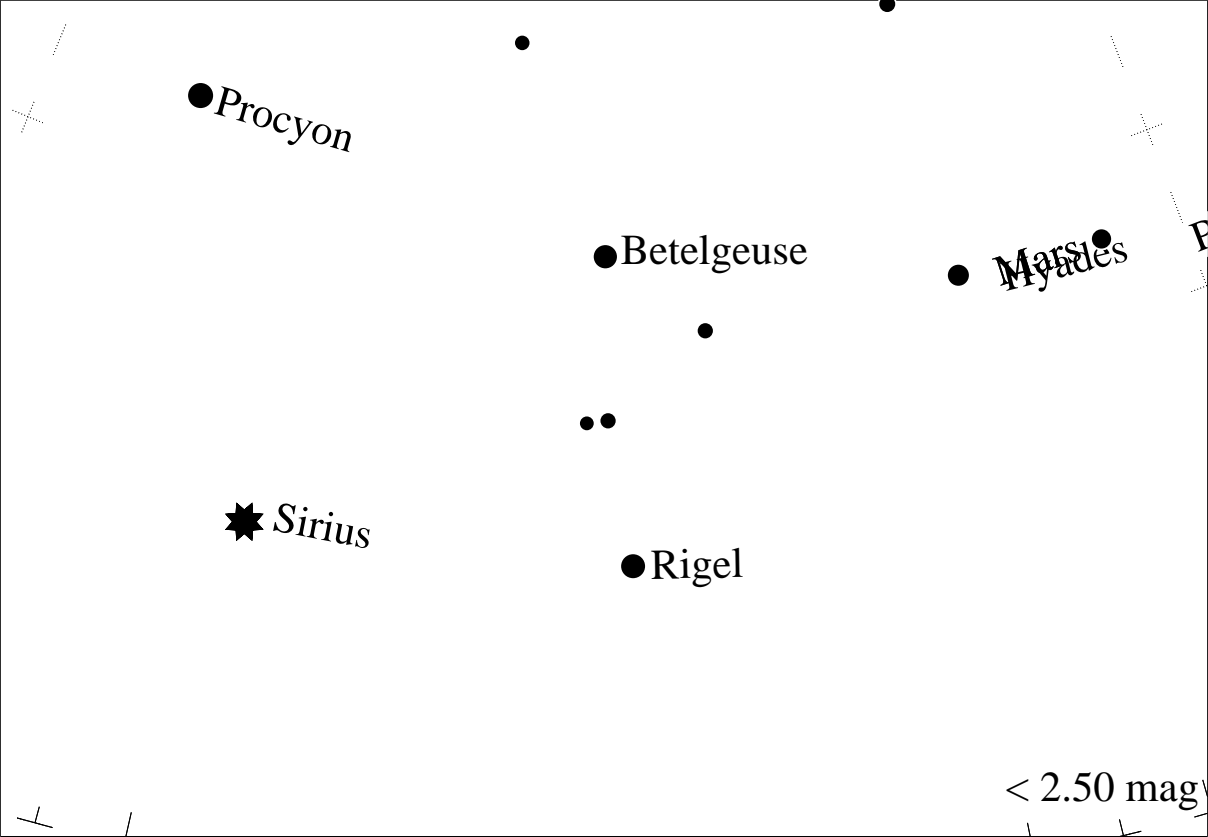 Procyon
P
Betelgeuse
Mars
Hyades
Sirius
Rigel
< 2.50 mag